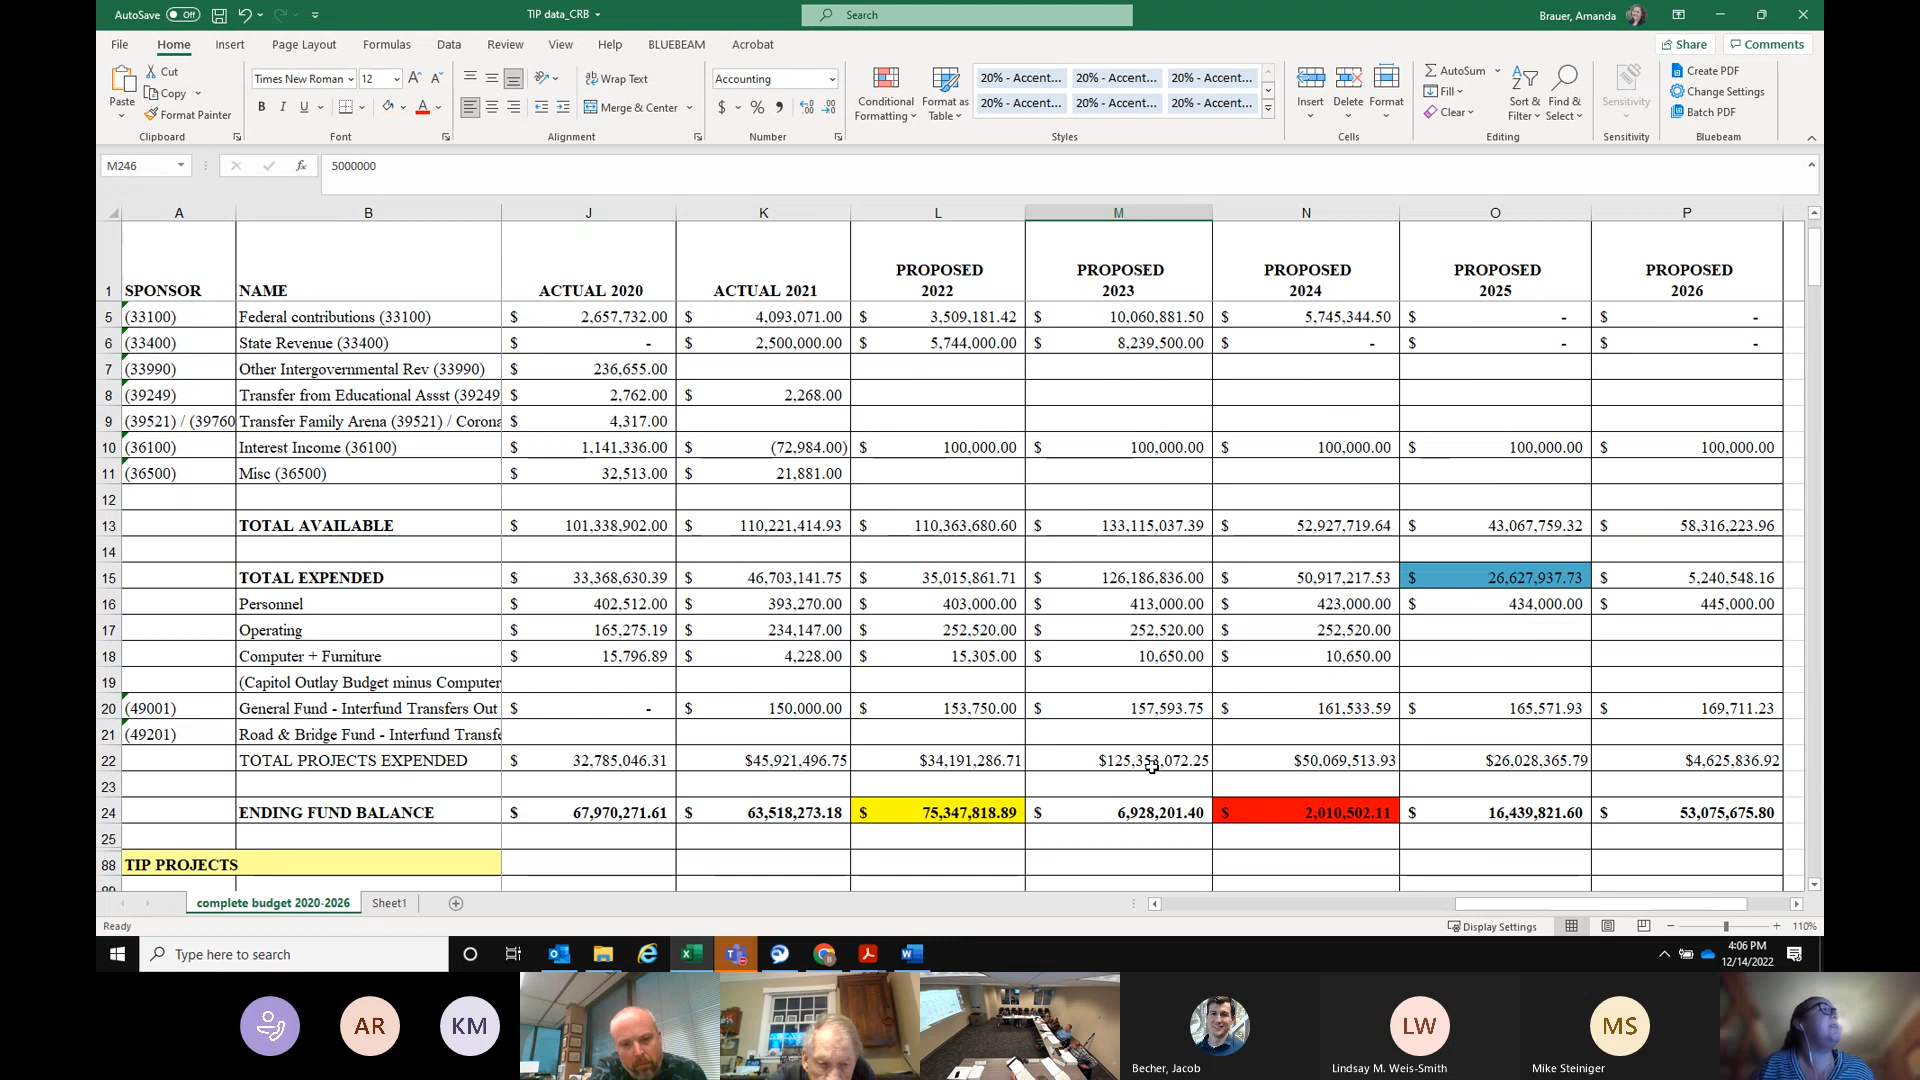 AutoSave Off TIP data_CRB Search Brauer, Amanda
File Home Insert Page Layout Formulas Data Review View Help BLUEBEAM Acrobat Share Comments
Paste Cut Copy Format Painter
Times New Roman 12
B I U
Wrap Text
Merge & Center
Accounting
$ %
Conditional Formatting Format as Table
20% - Accent... 20% - Accent... 20% - Accent...
20% - Accent... 20% - Accent... 20% - Accent...
Insert Delete Format
AutoSum Fill Clear
Sort & Filter Find & Select
Sensitivity
Create PDF
Change Settings
Batch PDF
Clipboard Font Alignment Number Styles Cells Editing Sensitivity Bluebeam
M246 fx 5000000
A B J K L M N O P
1 SPONSOR NAME ACTUAL 2020 ACTUAL 2021 PROPOSED 2022 PROPOSED 2023 PROPOSED 2024 PROPOSED 2025 PROPOSED 2026
5 (33100) Federal contributions (33100) $ 2,657,732.00 $ 4,093,071.00 $ 3,509,181.42 $ 10,060,881.50 $ 5,745,344.50 $ - $ -
6 (33400) State Revenue (33400) $ - $ 2,500,000.00 $ 5,744,000.00 $ 8,239,500.00 $ - $ - $ -
7 (33990) Other Intergovernmental Rev (33990) $ 236,655.00
8 (39249) Transfer from Educational Assst (39249 $ 2,762.00 $ 2,268.00
9 (39521) / (39760 Transfer Family Arena (39521) / Corona $ 4,317.00
10 (36100) Interest Income (36100) $ 1,141,336.00 $ (72,984.00) $ 100,000.00 $ 100,000.00 $ 100,000.00 $ 100,000.00 $ 100,000.00
11 (36500) Misc (36500) $ 32,513.00 $ 21,881.00
12
13 TOTAL AVAILABLE $ 101,338,902.00 $ 110,221,414.93 $ 110,363,680.60 $ 133,115,037.39 $ 52,927,719.64 $ 43,067,759.32 $ 58,316,223.96
14
15 TOTAL EXPENDED $ 33,368,630.39 $ 46,703,141.75 $ 35,015,861.71 $ 126,186,836.00 $ 50,917,217.53 $ 26,627,937.73 $ 5,240,548.16
16 Personnel $ 402,512.00 $ 393,270.00 $ 403,000.00 $ 413,000.00 $ 423,000.00 $ 434,000.00 $ 445,000.00
17 Operating $ 165,275.19 $ 234,147.00 $ 252,520.00 $ 252,520.00 $ 252,520.00
18 Computer + Furniture $ 15,796.89 $ 4,228.00 $ 15,305.00 $ 10,650.00 $ 10,650.00
19 (Capitol Outlay Budget minus Computer
20 (49001) General Fund - Interfund Transfers Out $ - $ 150,000.00 $ 153,750.00 $ 157,593.75 $ 161,533.59 $ 165,571.93 $ 169,711.23
21 (49201) Road & Bridge Fund - Interfund Transfe
22 TOTAL PROJECTS EXPENDED $ 32,785,046.31 $45,921,496.75 $34,191,286.71 $50,069,513.93 $26,028,365.79 $4,625,836.92
23
24 ENDING FUND BALANCE $ 67,970,271.61 $ 63,518,273.18 $ 75,347,818.89 $ 6,928,201.40 $ 2,010,502.11 $ 16,439,821.60 $ 53,075,675.80
25
88 TIP PROJECTS
complete budget 2020-2026 Sheet1
Ready Display Settings 110%
Type here to search 4:06 PM
12/14/2022
AR KM LW MS
Becher, Jacob Lindsay M. Weis-Smith Mike Steiniger